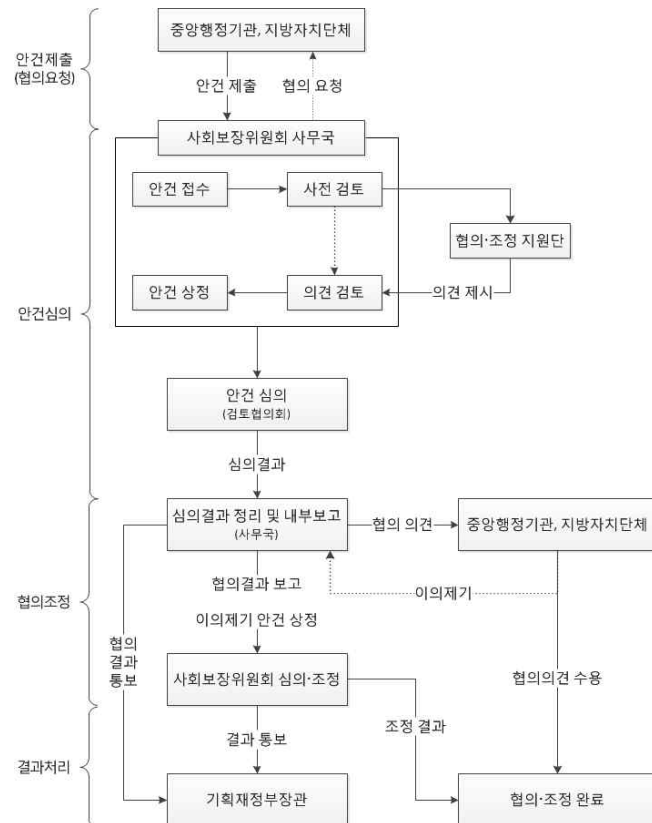 중앙행정기관, 지방자치단체
안건제출
(협의요청)
안건 제출
협의 요청
사회보장위원회 사무국
안건 접수
사전 검토
협의·조정 지원단
안건 상정
의견 검토
의견 제시
안건심의
안건 심의
(검토협의회)
심의결과
심의결과 정리 및 내부보고
(사무국)
협의 의견
중앙행정기관, 지방자치단체
협의결과 보고
이의제기
협의조정
이의제기 안건 상정
협의
결과
통보
사회보장위원회 심의·조정
협의의견 수용
조정 결과
결과 통보
결과처리
기획재정부장관
협의·조정 완료